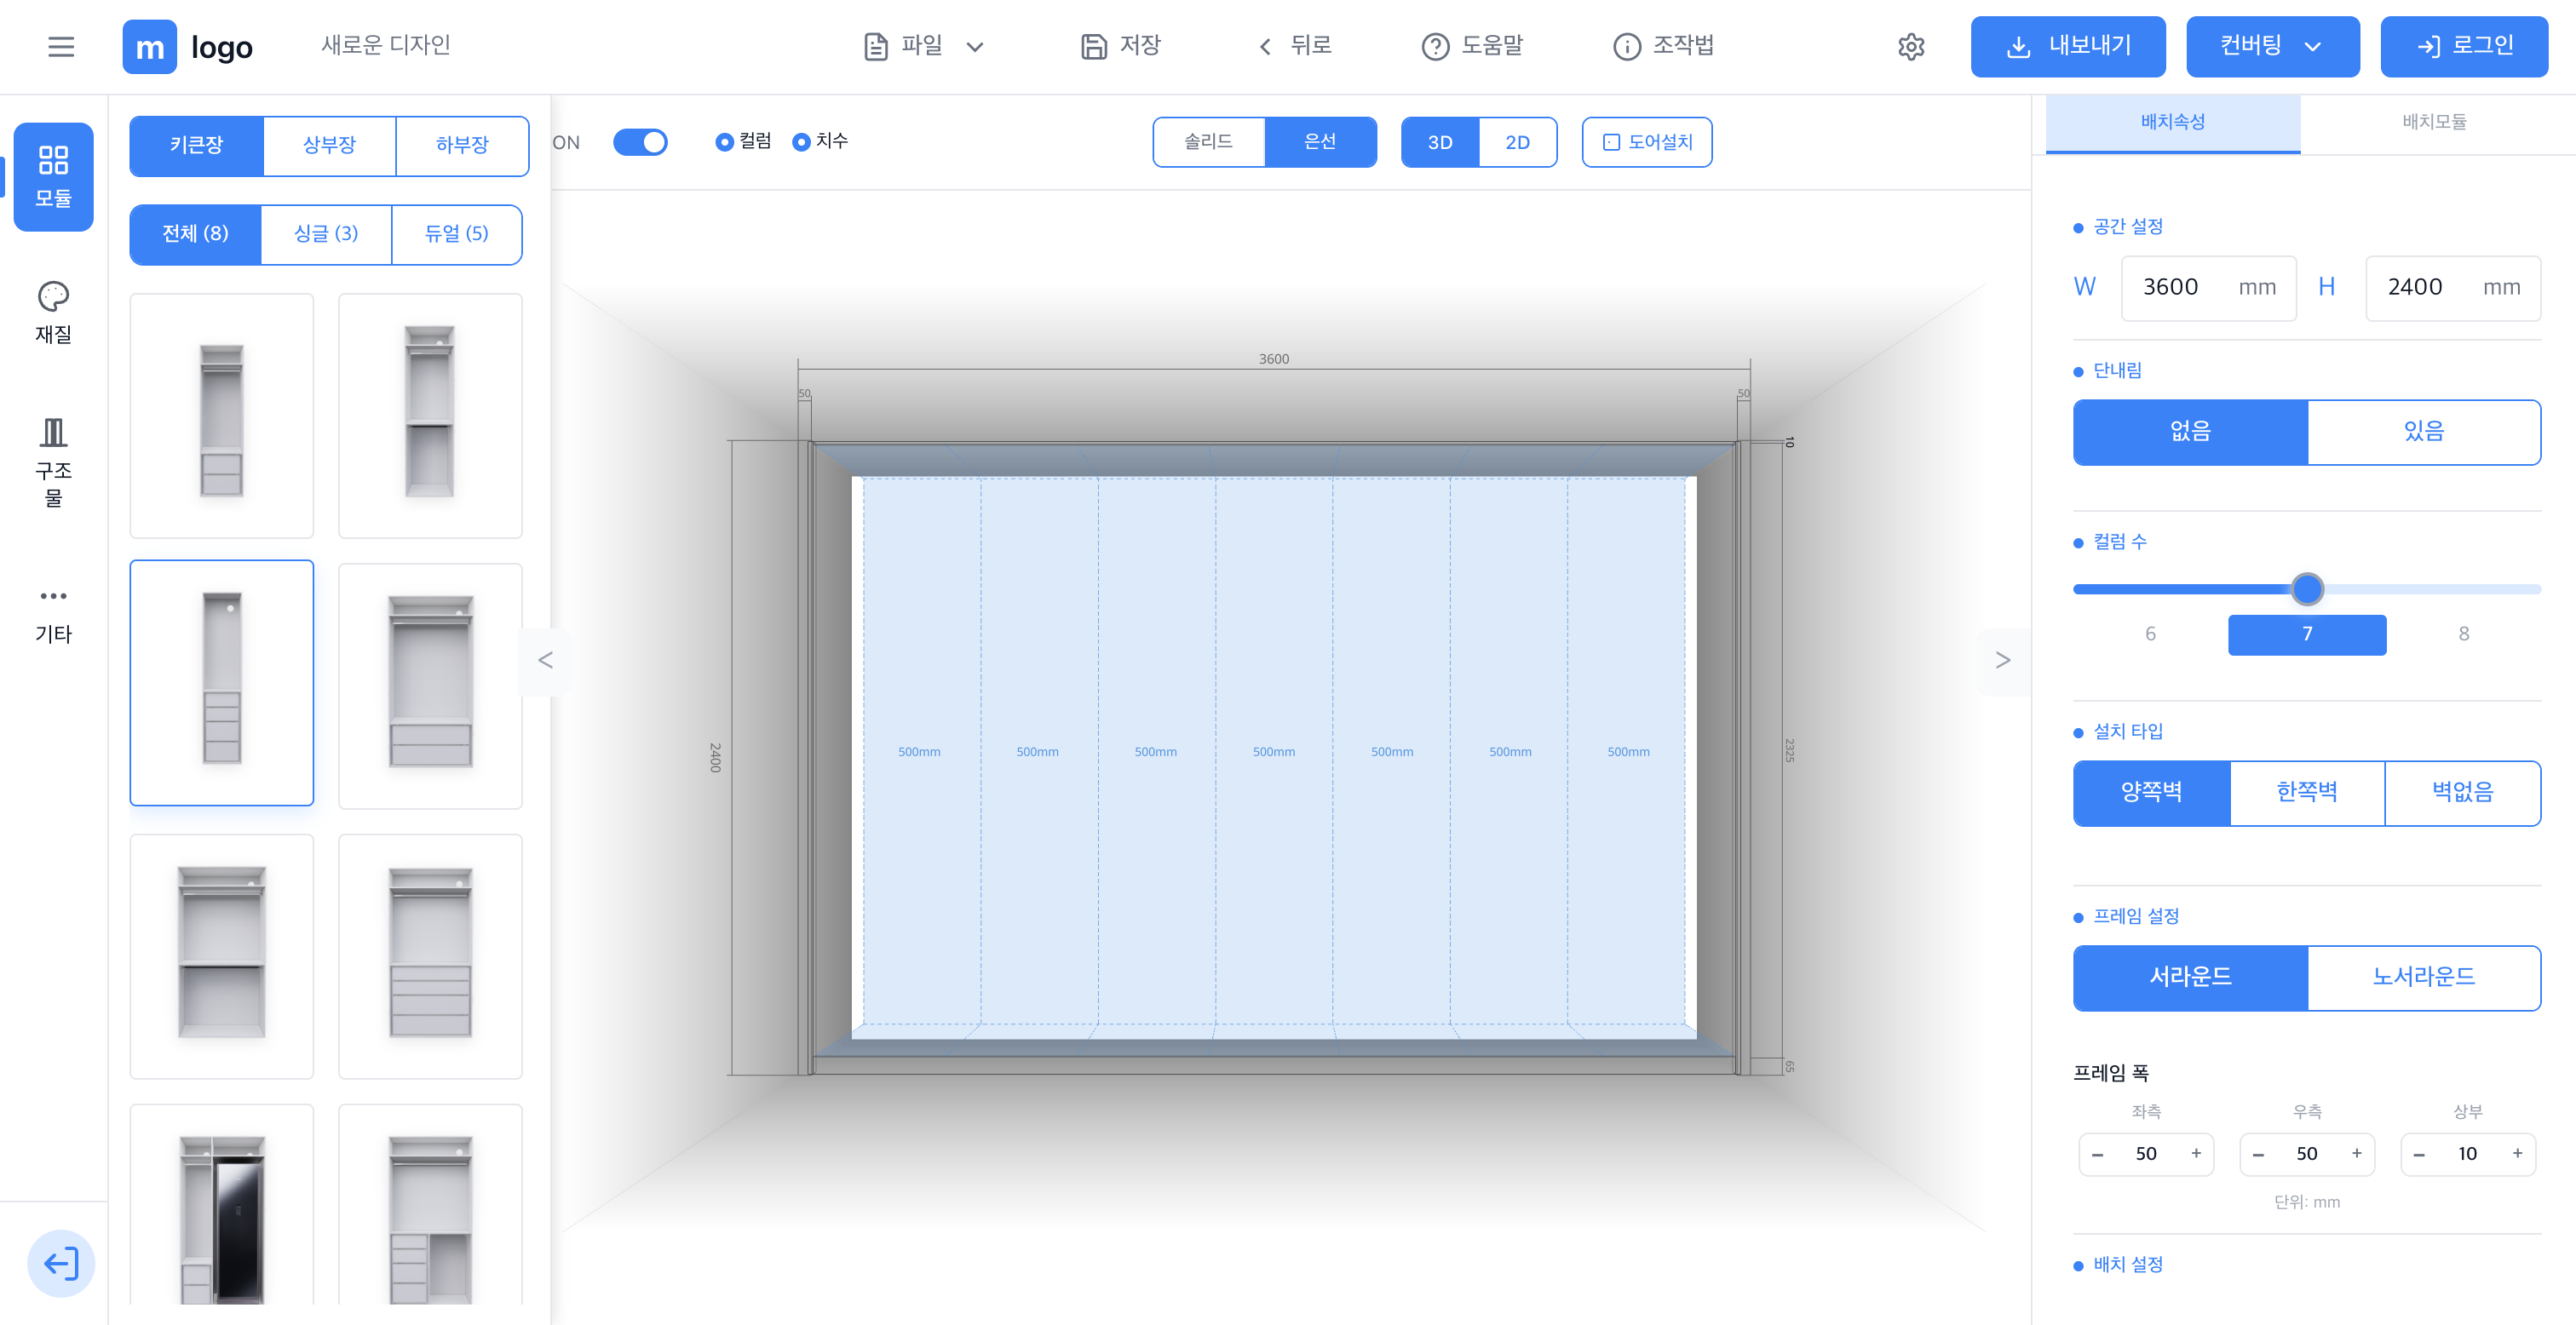 m logo
새로운 디자인
파일
저장
뒤로
도움말
조작법
내보내기
컨버팅
로그인
모듈
재질
구조
물
기타
키큰장
상부장
하부장
전체 (8)
싱글 (3)
듀얼 (5)
<
ON
컬럼
치수
솔리드
은선
3D
2D
도어설치
3600
50
50
10
2400
2325
65
500mm
500mm
500mm
500mm
500mm
500mm
500mm
>
배치속성
배치모듈
공간 설정
W 3600 mm H 2400 mm
단내림
없음
있음
컬럼 수
6
7
8
설치 타입
양쪽벽
한쪽벽
벽없음
프레임 설정
서라운드
노서라운드
프레임 폭
좌측
우측
상부
− 50 +
− 50 +
− 10 +
단위: mm
배치 설정